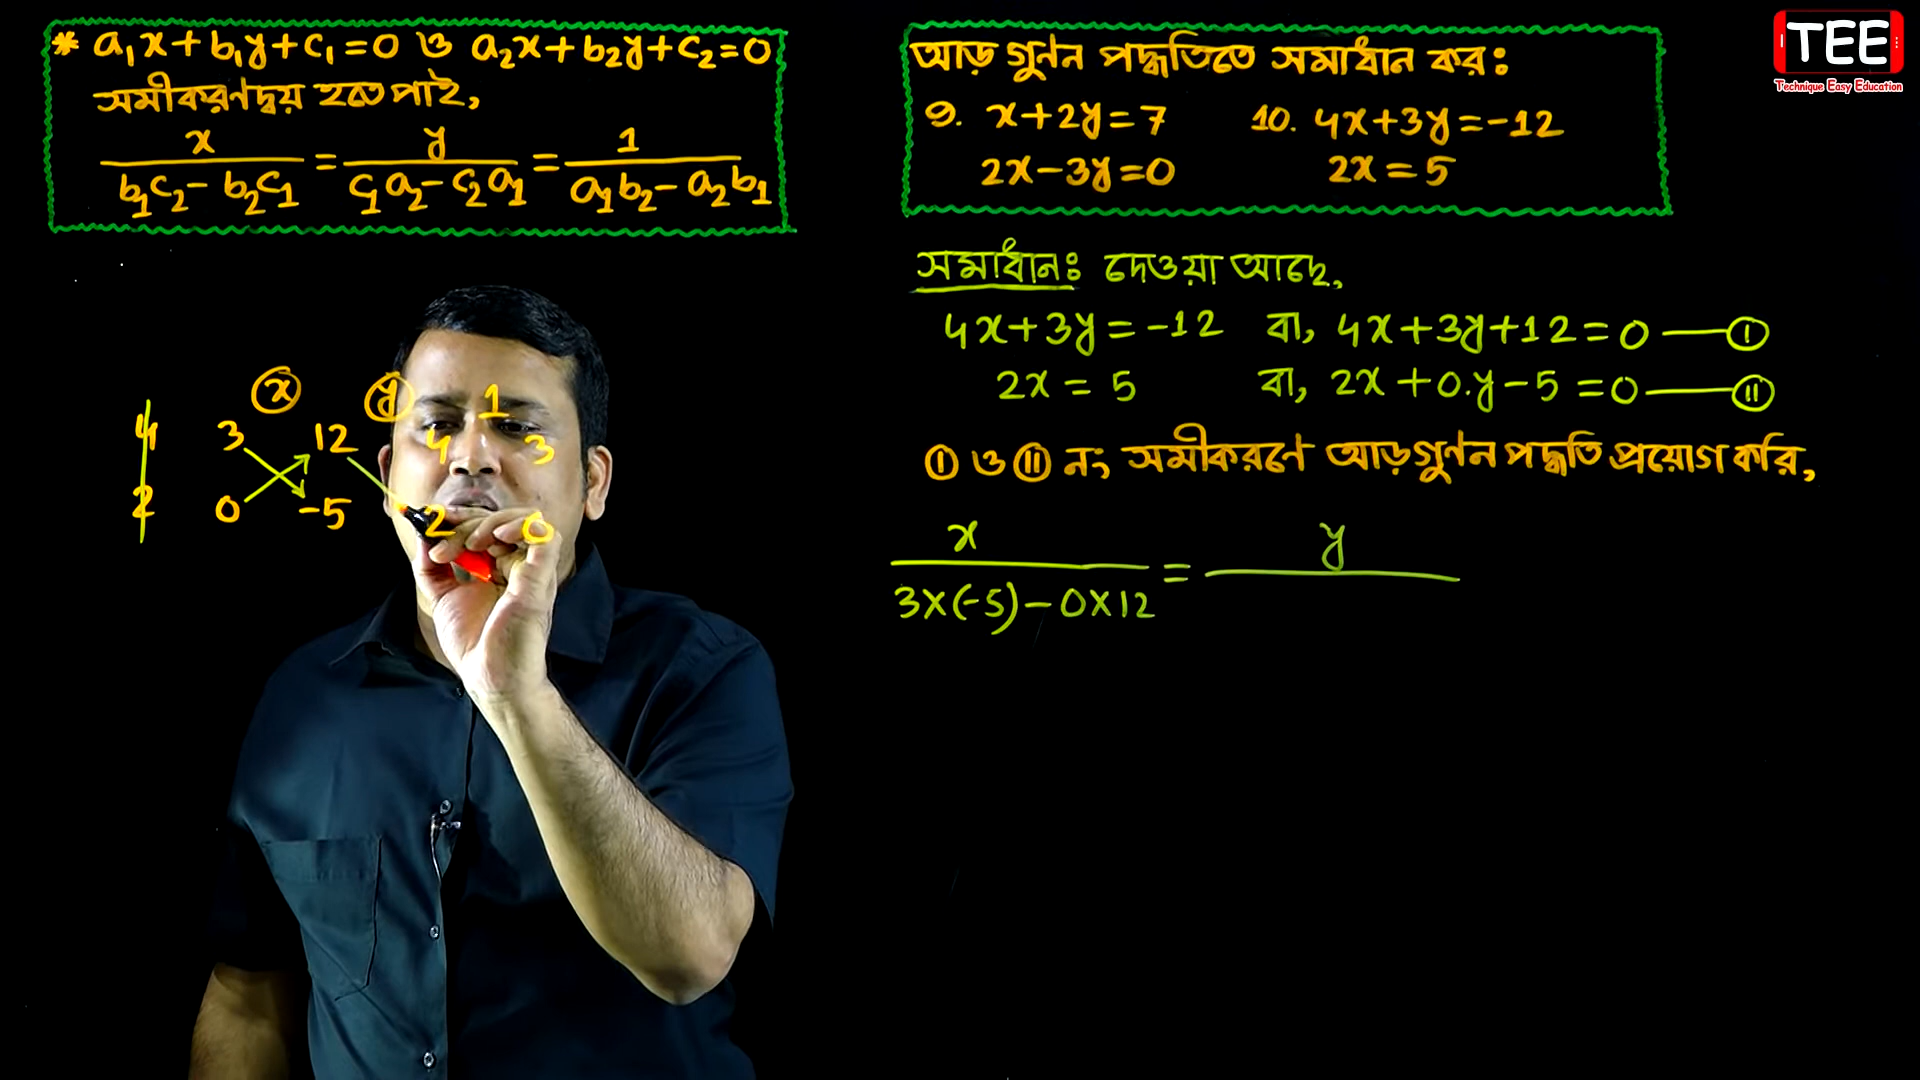 * a₁x+b₁y+c₁=0 ও a₂x+b₂y+c₂=0
সমীকরণদ্বয় হতে পাই,
x/(b₁c₂-b₂c₁) = y/(c₁a₂-c₂a₁) = 1/(a₁b₂-a₂b₁)
আড় গুণন পদ্ধতিতে সমাধান করঃ
9. x+2y=7
2x-3y=0
10. 4x+3y=-12
2x=5
TEE
Technique Easy Education
সমাধানঃ দেওয়া আছে,
4x+3y=-12 বা, 4x+3y+12=0 — (i)
2x = 5 বা, 2x+0.y-5=0 — (ii)
(i) ও (ii) নং সমীকরণে আড়গুণন পদ্ধতি প্রয়োগ করি,
x y 1
4 3 12 4 3
2 0 -5 2 0
x/(3×(-5)-0×12) = y/